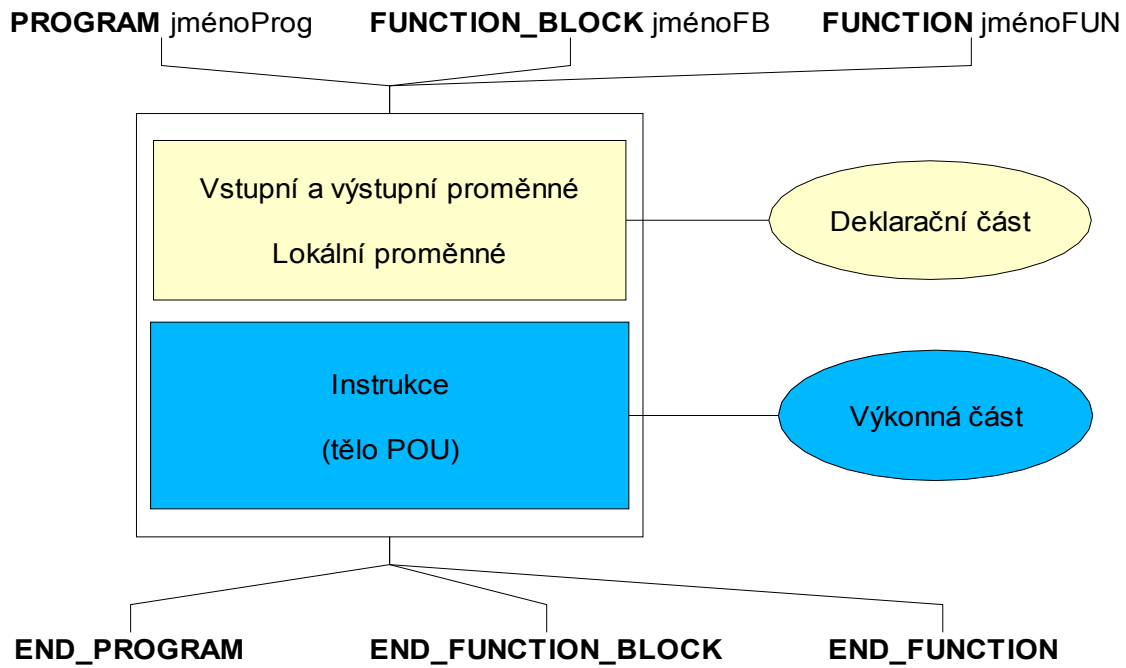 PROGRAM jménoProg FUNCTION_BLOCK jménoFB FUNCTION jménoFUN
Vstupní a výstupní proměnné
Lokální proměnné
Deklarační část
Instrukce
(tělo POU)
Výkonná část
END_PROGRAM END_FUNCTION_BLOCK END_FUNCTION